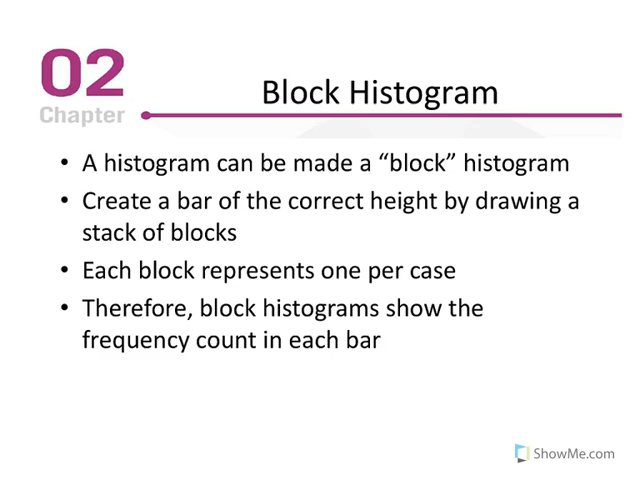 02
Chapter
Block Histogram
• A histogram can be made a “block” histogram
• Create a bar of the correct height by drawing a
stack of blocks
• Each block represents one per case
• Therefore, block histograms show the
frequency count in each bar
ShowMe.com